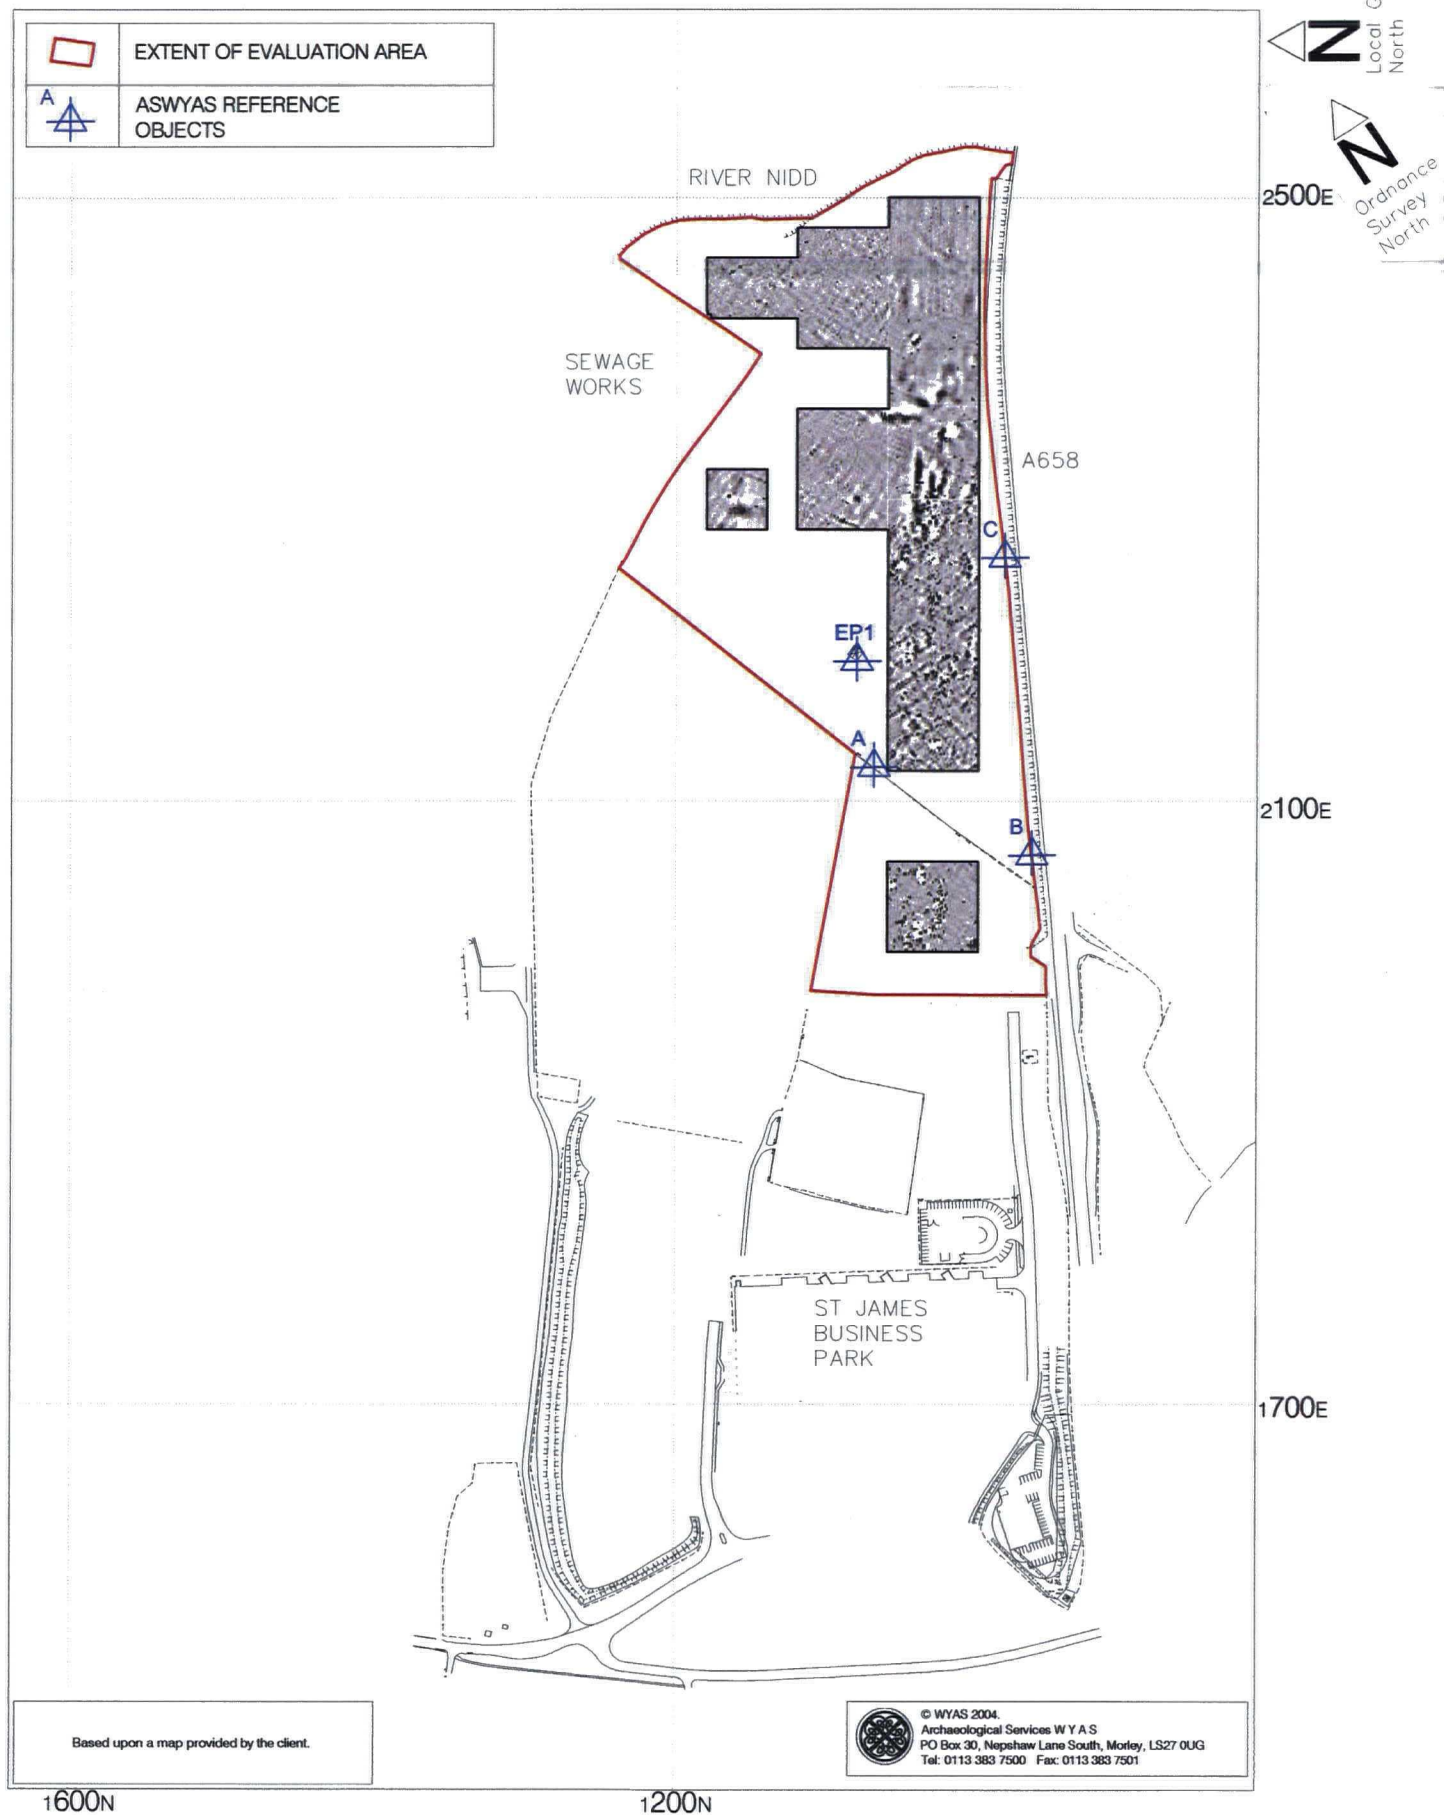 EXTENT OF EVALUATION AREA
A
ASWYAS REFERENCE
OBJECTS
N
Local G
North
N
Ordnance
Survey
North
RIVER NIDD
2500E
SEWAGE
WORKS
A658
C
EP1
A
2100E
B
ST JAMES
BUSINESS
PARK
1700E
Based upon a map provided by the client.
© WYAS 2004.
Archaeological Services W Y A S
PO Box 30, Nepshaw Lane South, Morley, LS27 0UG
Tel: 0113 383 7500 Fax: 0113 383 7501
1600N
1200N